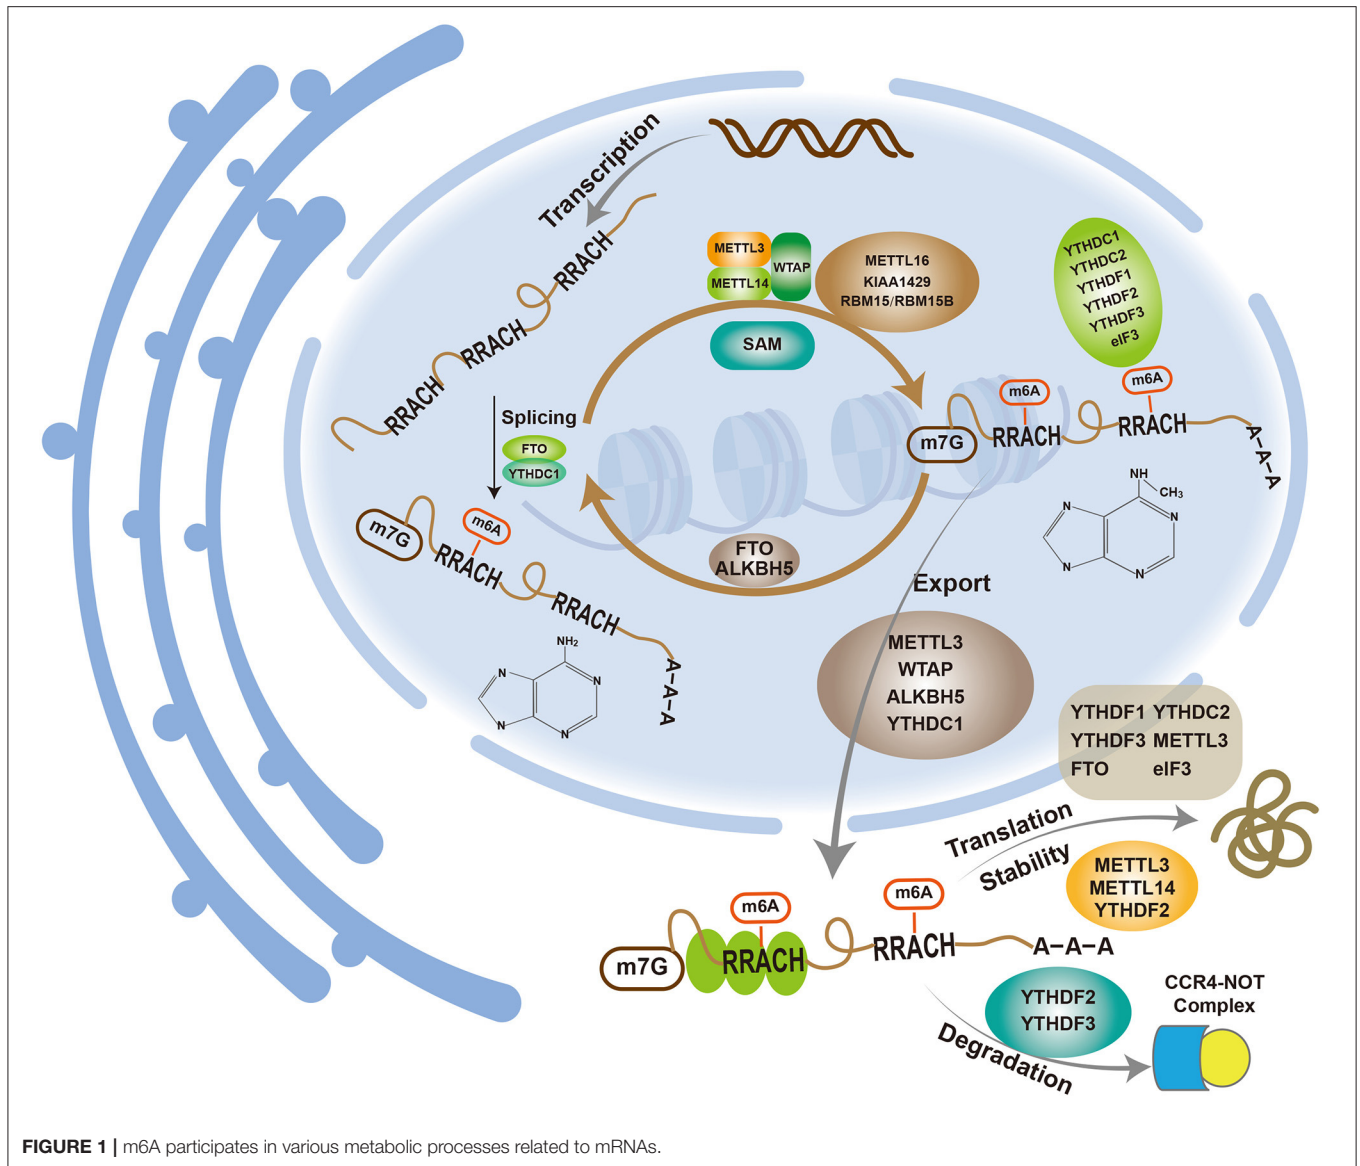 Transcription
RRACH
RRACH
RRACH
METTL3
METTL14
WTAP
METTL16
KIAA1429
RBM15/RBM15B
SAM
YTHDC1
YTHDC2
YTHDF1
YTHDF2
YTHDF3
eIF3
Splicing
FTO
YTHDC1
m7G
m6A
RRACH
m6A
RRACH
A–A–A
NH
CH3
N
N
N
N
m7G
m6A
RRACH
RRACH
A–A–A
NH2
N
N
N
N
FTO
ALKBH5
Export
METTL3
WTAP
ALKBH5
YTHDC1
YTHDF1 YTHDC2
YTHDF3 METTL3
FTO eIF3
Translation
Stability
METTL3
METTL14
YTHDF2
m7G
m6A
RRACH
m6A
RRACH
A–A–A
YTHDF2
YTHDF3
Degradation
CCR4-NOT
Complex
FIGURE 1 | m6A participates in various metabolic processes related to mRNAs.